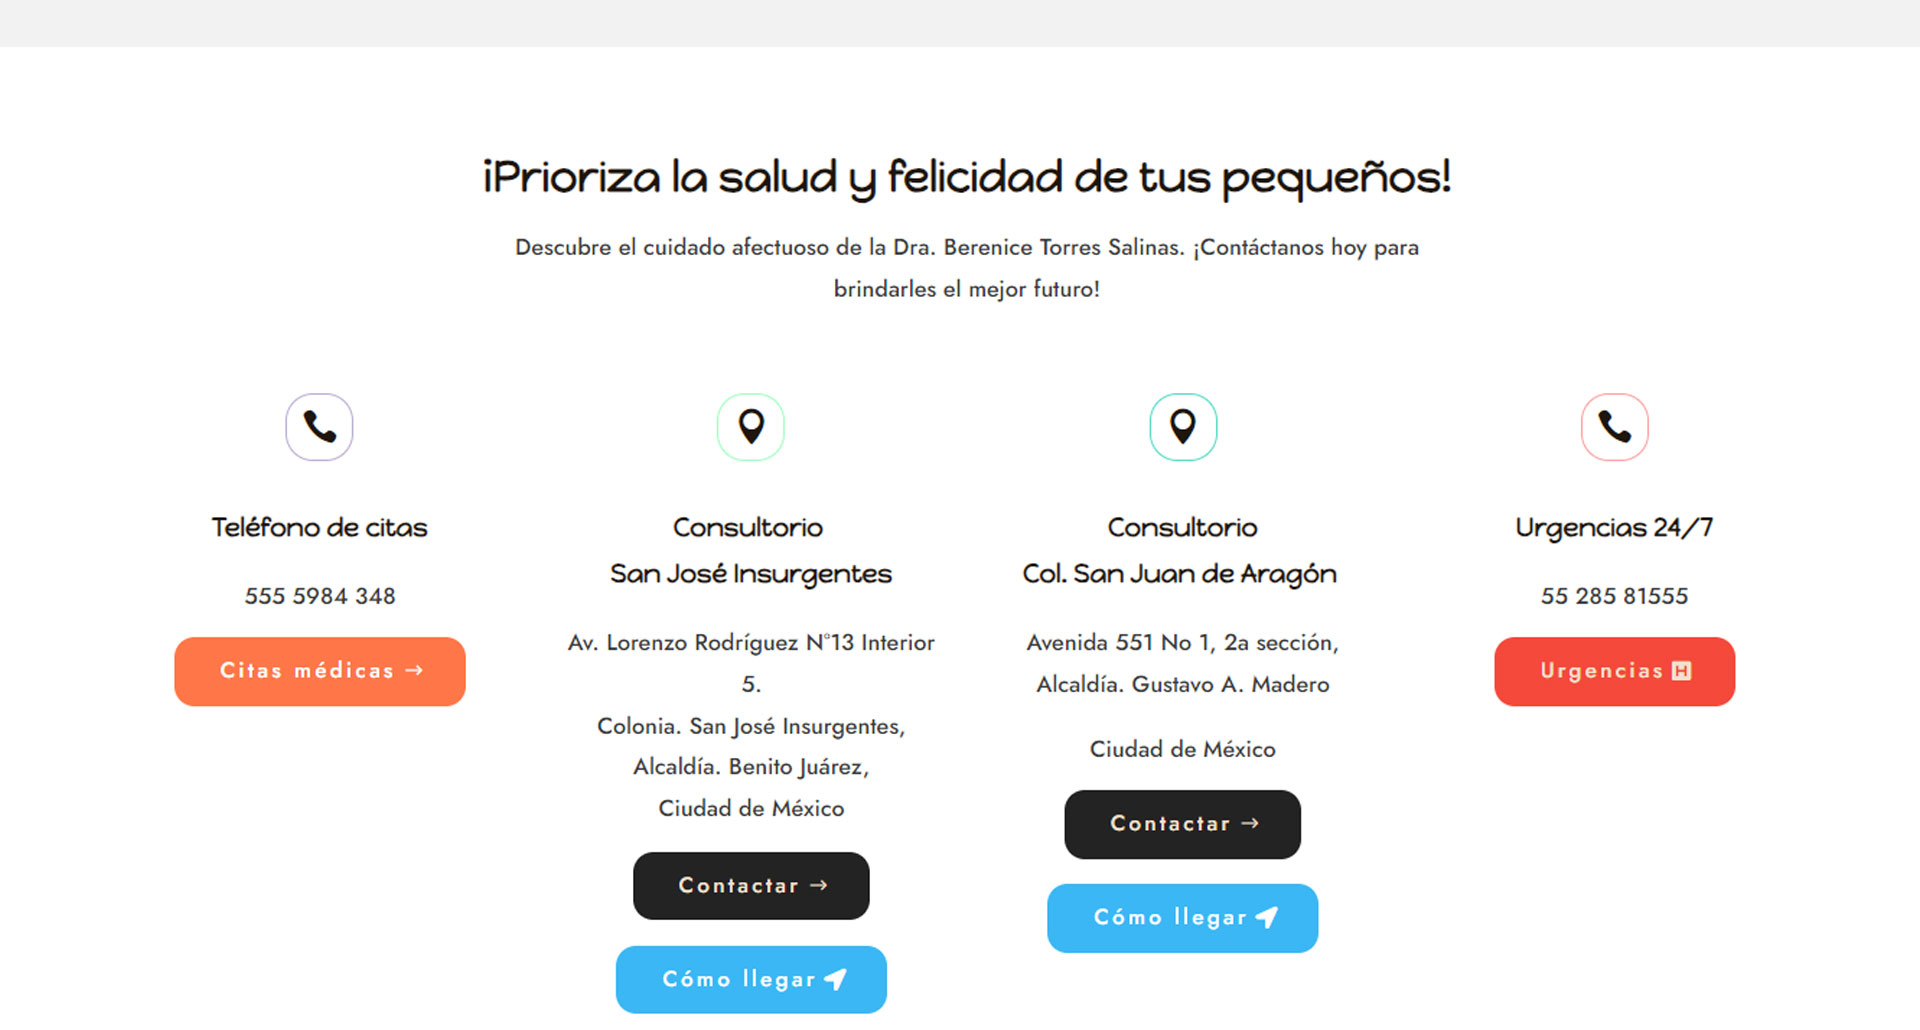 ¡Prioriza la salud y felicidad de tus pequeños!
Descubre el cuidado afectuoso de la Dra. Berenice Torres Salinas. ¡Contáctanos hoy para
brindarles el mejor futuro!
Teléfono de citas
555 5984 348
Citas médicas →
Consultorio
San José Insurgentes
Av. Lorenzo Rodríguez N°13 Interior
5.
Colonia. San José Insurgentes,
Alcaldía. Benito Juárez,
Ciudad de México
Contactar →
Cómo llegar
Consultorio
Col. San Juan de Aragón
Avenida 551 No 1, 2a sección,
Alcaldía. Gustavo A. Madero
Ciudad de México
Contactar →
Cómo llegar
Urgencias 24/7
55 285 81555
Urgencias H